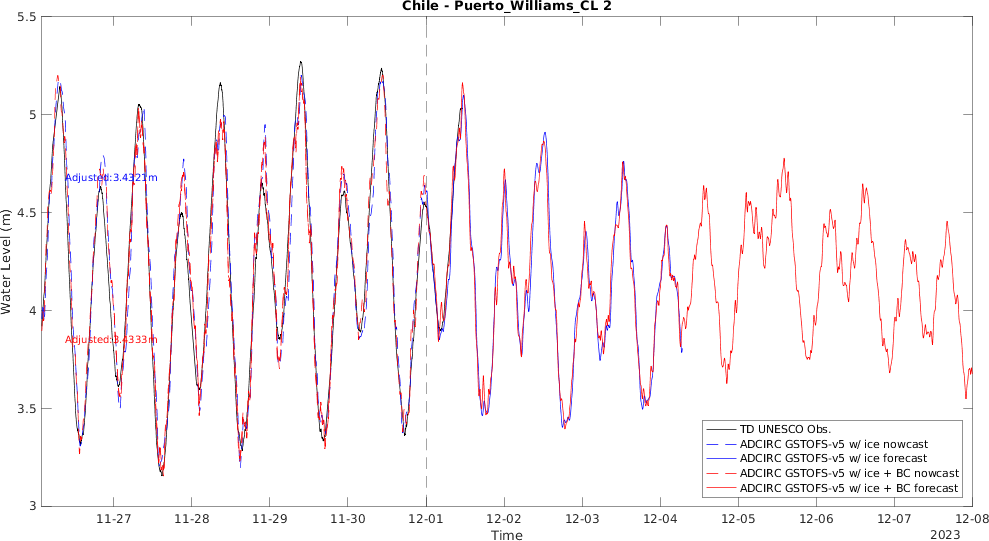 Chile - Puerto_Williams_CL 2
5.5
5
4.5
4
3.5
3
Water Level (m)
Adjusted:3.4321m
Adjusted:3.4333m
TD UNESCO Obs.
ADCIRC GSTOFS-v5 w/ ice nowcast
ADCIRC GSTOFS-v5 w/ ice forecast
ADCIRC GSTOFS-v5 w/ ice + BC nowcast
ADCIRC GSTOFS-v5 w/ ice + BC forecast
11-27 11-28 11-29 11-30 12-01 12-02 12-03 12-04 12-05 12-06 12-07 12-08
Time
2023